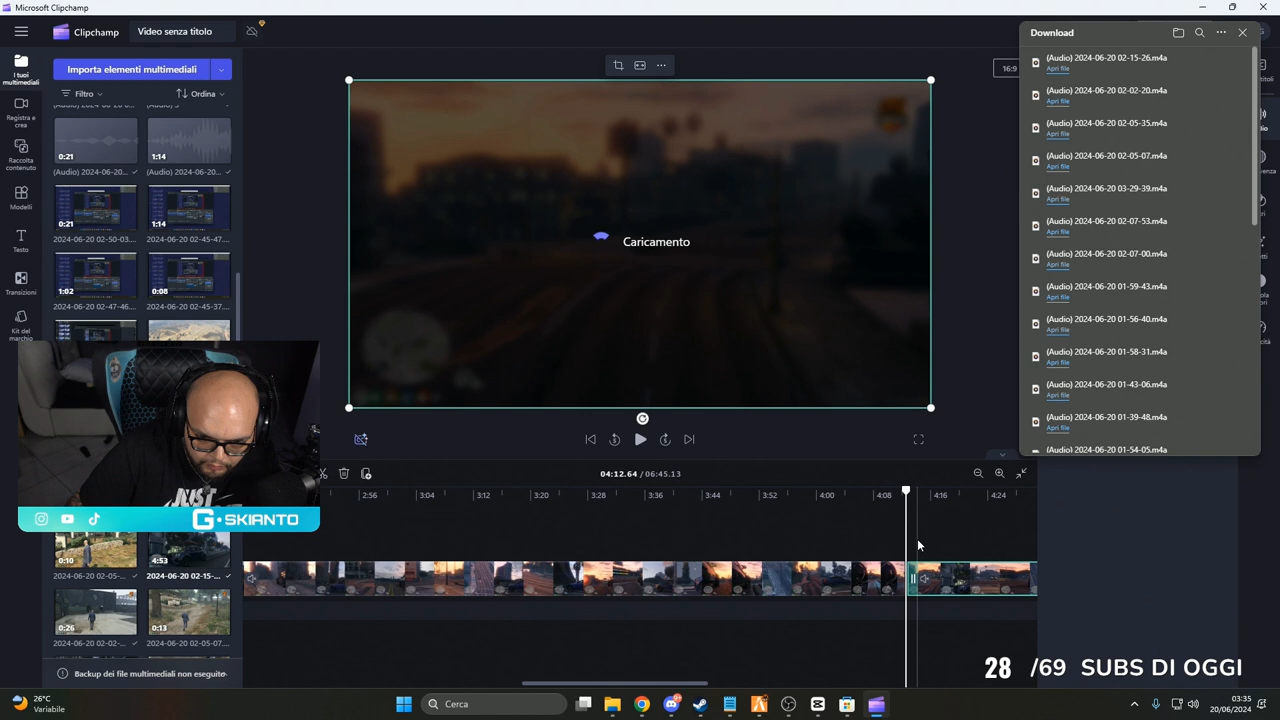 Microsoft Clipchamp
Clipchamp
Video senza titolo
I tuoi
multimediali
Importa elementi multimediali
Filtro
Ordina
Registra e
crea
Raccolta
contenuto
Modelli
Testo
Transizioni
Kit del
marchio
0:21
1:14
(Audio) 2024-06-20...
(Audio) 2024-06-20...
0:21
1:14
2024-06-20 02-50-03....
2024-06-20 02-45-47....
1:02
0:08
2024-06-20 02-47-46....
2024-06-20 02-45-37....
16:9
Caricamento
Download
(Audio) 2024-06-20 02-15-26.m4a
Apri file
(Audio) 2024-06-20 02-02-20.m4a
Apri file
(Audio) 2024-06-20 02-05-35.m4a
Apri file
(Audio) 2024-06-20 02-05-07.m4a
Apri file
(Audio) 2024-06-20 03-29-39.m4a
Apri file
(Audio) 2024-06-20 02-07-53.m4a
Apri file
(Audio) 2024-06-20 02-07-00.m4a
Apri file
(Audio) 2024-06-20 01-59-43.m4a
Apri file
(Audio) 2024-06-20 01-56-40.m4a
Apri file
(Audio) 2024-06-20 01-58-31.m4a
Apri file
(Audio) 2024-06-20 01-43-06.m4a
Apri file
(Audio) 2024-06-20 01-39-48.m4a
Apri file
(Audio) 2024-06-20 01-54-05.m4a
04:12.64 / 06:45.13
2:56 3:04 3:12 3:20 3:28 3:36 3:44 3:52 4:00 4:08 4:16 4:24
JUST
G-SKIANTO
0:10
4:53
2024-06-20 02-05-...
2024-06-20 02-15-...
0:26
0:13
2024-06-20 02-02-...
2024-06-20 02-05-07....
Backup dei file multimediali non eseguito
28 /69 SUBS DI OGGI
26°C
Variabile
Cerca
03:35
20/06/2024